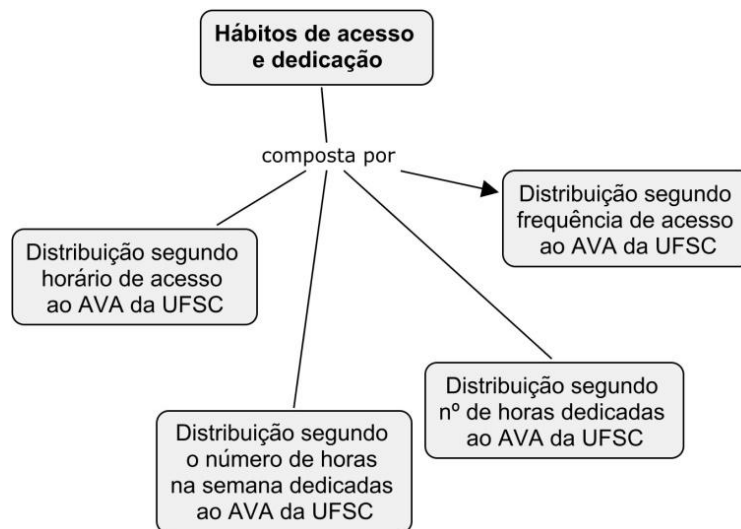 Hábitos de acesso
e dedicação
composta por
Distribuição segundo
frequência de acesso
ao AVA da UFSC
Distribuição segundo
horário de acesso
ao AVA da UFSC
Distribuição segundo
nº de horas dedicadas
ao AVA da UFSC
Distribuição segundo
o número de horas
na semana dedicadas
ao AVA da UFSC